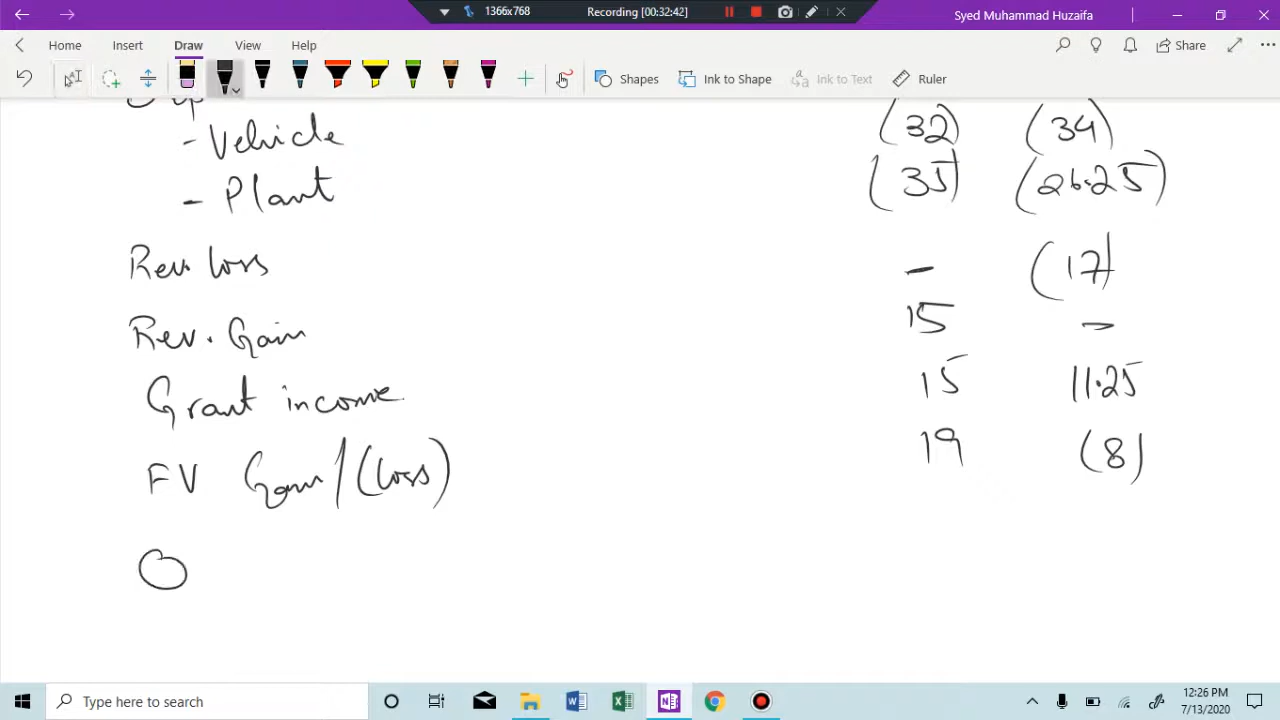 1366x768 Recording [00:32:42] Syed Muhammad Huzaifa
Home Insert Draw View Help Share
Shapes Ink to Shape Ink to Text Ruler
- Vehicle (32) (34)
- Plant (35) (26.25)
Rev. loss - (17)
Rev. Gain 15 -
Grant income 15 11.25
FV Gain/(loss) 19 (8)
O
Type here to search 12:26 PM
7/13/2020